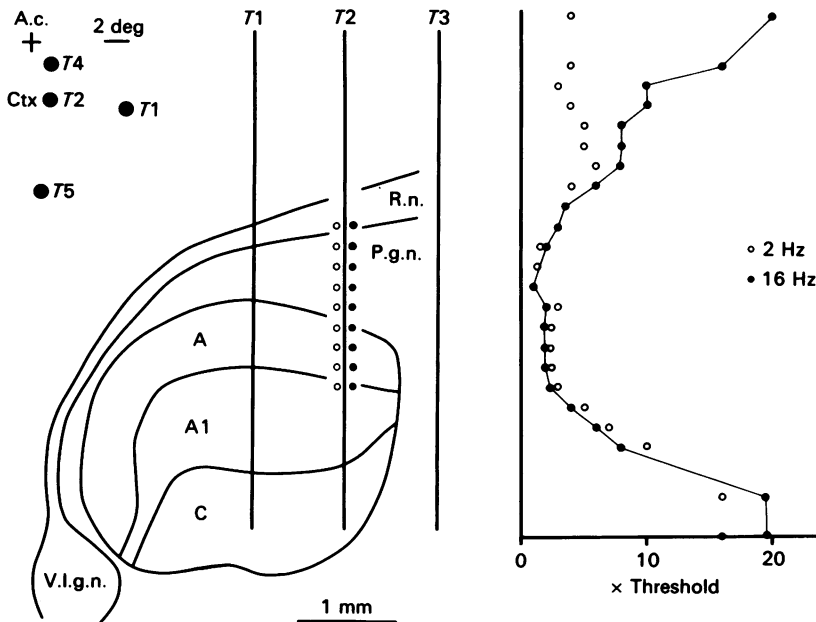 A.c.
2 deg
T1
T2
T3
T4
Ctx T2
T1
T5
R.n.
P.g.n.
A
A1
C
V.l.g.n.
1 mm
2 Hz
16 Hz
0
10
20
× Threshold